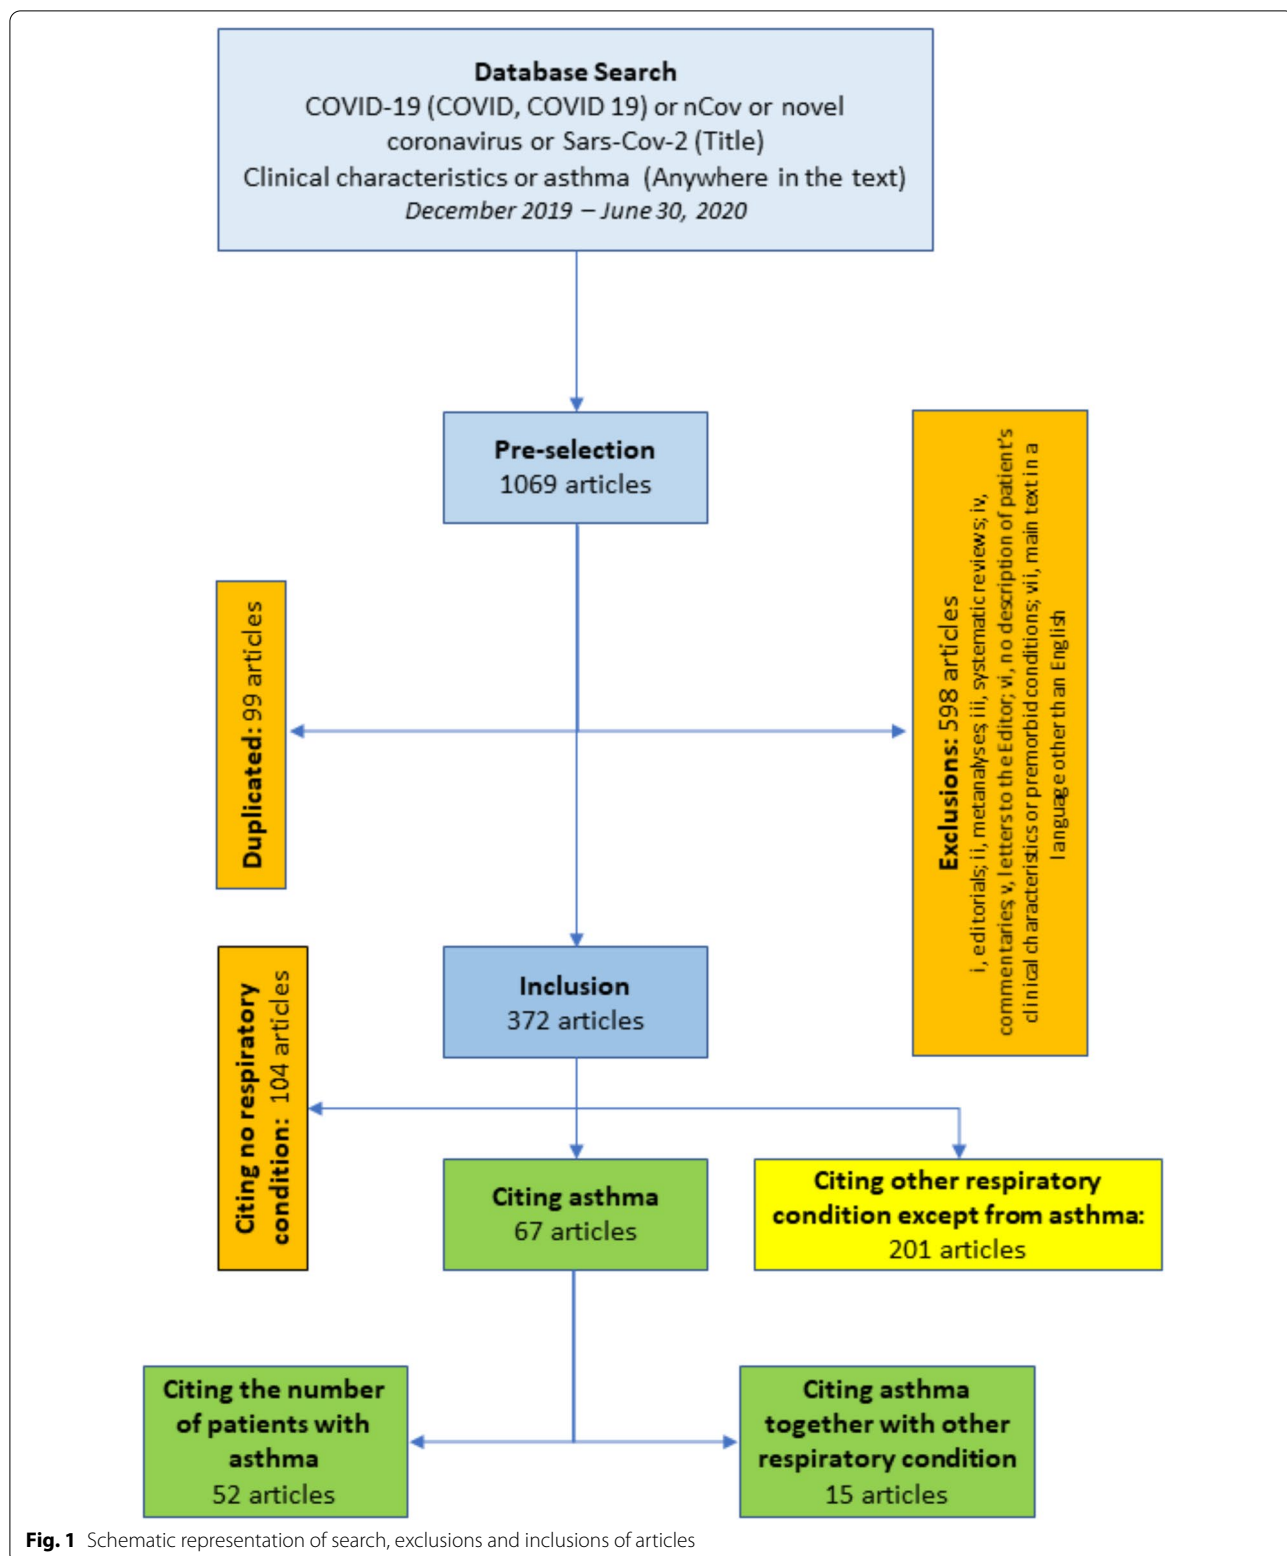 Database Search
COVID-19 (COVID, COVID 19) or nCov or novel
coronavirus or Sars-Cov-2 (Title)
Clinical characteristics or asthma (Anywhere in the text)
December 2019 – June 30, 2020
Pre-selection
1069 articles
Duplicated: 99 articles
Exclusions: 598 articles
i, editorials; ii, metanalyses; iii, systematic reviews; iv,
commentaries; v, letters to the Editor; vi, no description of patient's
clinical characteristics or premorbid conditions; vii, main text in a
language other than English
Inclusion
372 articles
Citing no respiratory
condition: 104 articles
Citing asthma
67 articles
Citing other respiratory
condition except from asthma:
201 articles
Citing the number
of patients with
asthma
52 articles
Citing asthma
together with other
respiratory condition
15 articles
Fig. 1 Schematic representation of search, exclusions and inclusions of articles